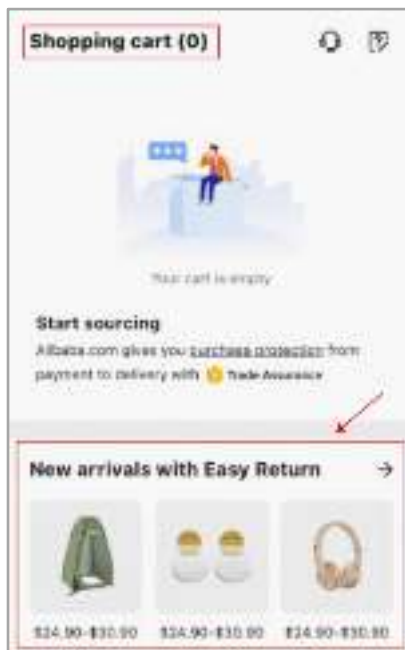 Shopping cart (0)
Your cart is empty
Start sourcing
Alibaba.com gives you purchase protection from
payment to delivery with Trade Assurance
New arrivals with Easy Return
$24.90-$30.90 $24.90-$30.90 $24.90-$30.90